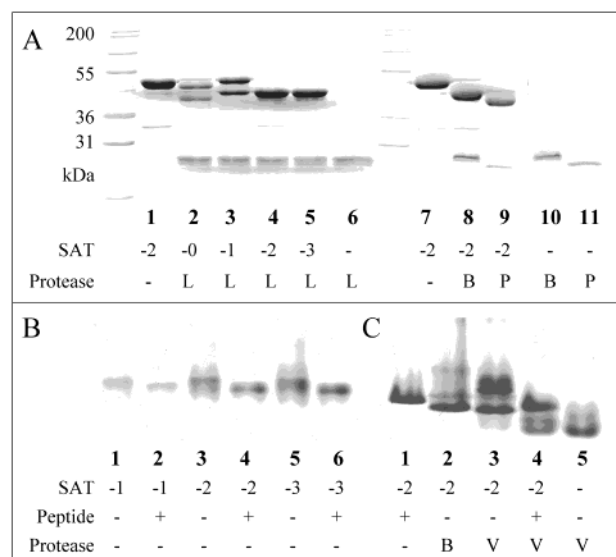 A
200
55
36
31
kDa
1 2 3 4 5 6 7 8 9 10 11
SAT -2 -0 -1 -2 -3 - -2 -2 -2 - -
Protease - L L L L L - B P B P
B C
1 2 3 4 5 6 1 2 3 4 5
SAT -1 -1 -2 -2 -3 -3 -2 -2 -2 -2 -
Peptide - + - + - + + - - + -
Protease - - - - - - B V V V